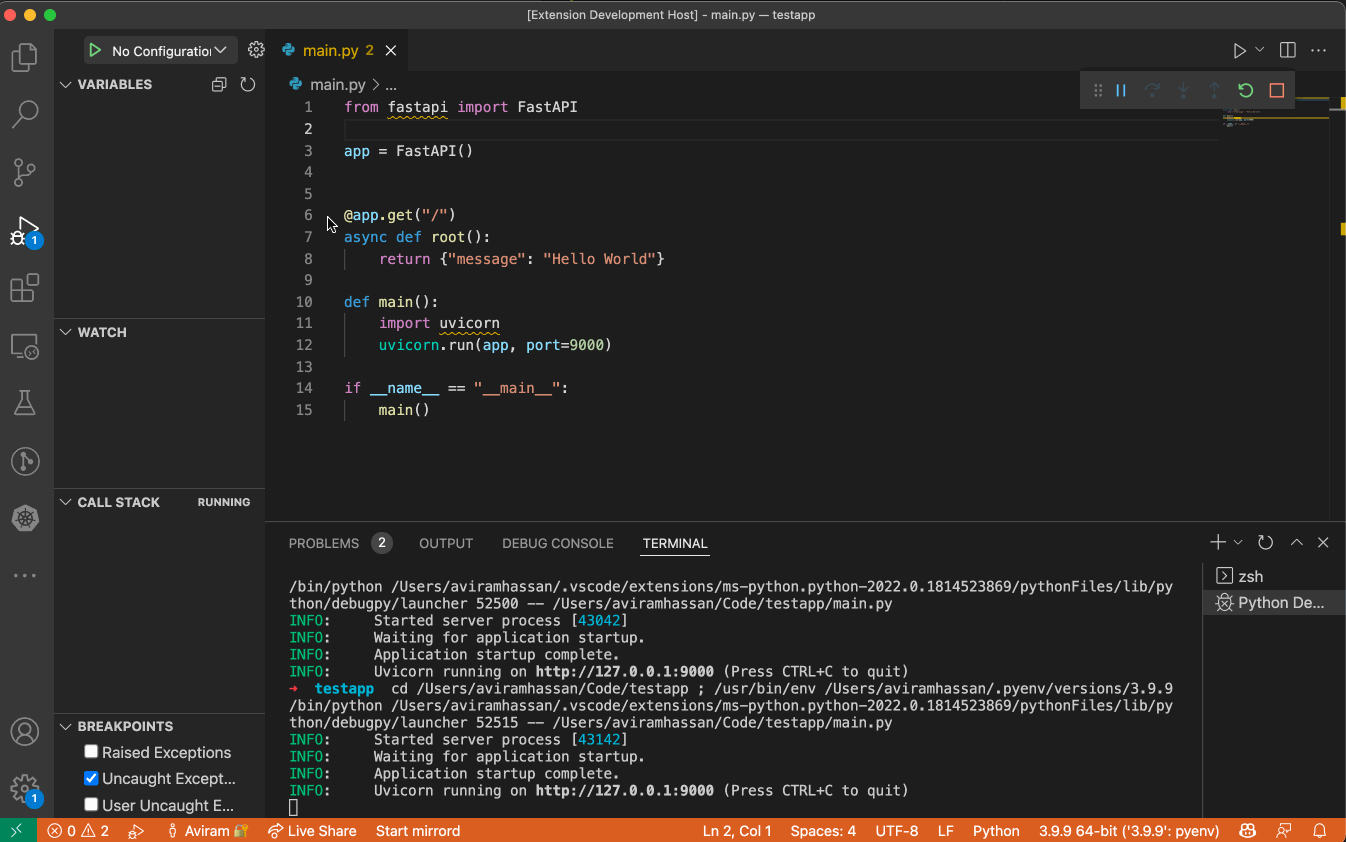 [Extension Development Host] - main.py — testapp
No Configuratio
main.py 2
VARIABLES
main.py > ...
1 from fastapi import FastAPI
2
3 app = FastAPI()
4
5
6 @app.get("/")
7 async def root():
8 return {"message": "Hello World"}
9
10 def main():
11 import uvicorn
12 uvicorn.run(app, port=9000)
13
14 if __name__ == "__main__":
15 main()
1
WATCH
CALL STACK RUNNING
BREAKPOINTS
Raised Exceptions
Uncaught Except...
User Uncaught E...
1
PROBLEMS 2 OUTPUT DEBUG CONSOLE TERMINAL
zsh
Python De...
/bin/python /Users/aviramhassan/.vscode/extensions/ms-python.python-2022.0.1814523869/pythonFiles/lib/py
thon/debugpy/launcher 52500 -- /Users/aviramhassan/Code/testapp/main.py
INFO: Started server process [43042]
INFO: Waiting for application startup.
INFO: Application startup complete.
INFO: Uvicorn running on http://127.0.0.1:9000 (Press CTRL+C to quit)
➜ testapp cd /Users/aviramhassan/Code/testapp ; /usr/bin/env /Users/aviramhassan/.pyenv/versions/3.9.9
/bin/python /Users/aviramhassan/.vscode/extensions/ms-python.python-2022.0.1814523869/pythonFiles/lib/py
thon/debugpy/launcher 52515 -- /Users/aviramhassan/Code/testapp/main.py
INFO: Started server process [43142]
INFO: Waiting for application startup.
INFO: Application startup complete.
INFO: Uvicorn running on http://127.0.0.1:9000 (Press CTRL+C to quit)
0 2 Aviram Live Share Start mirrord Ln 2, Col 1 Spaces: 4 UTF-8 LF Python 3.9.9 64-bit ('3.9.9': pyenv)